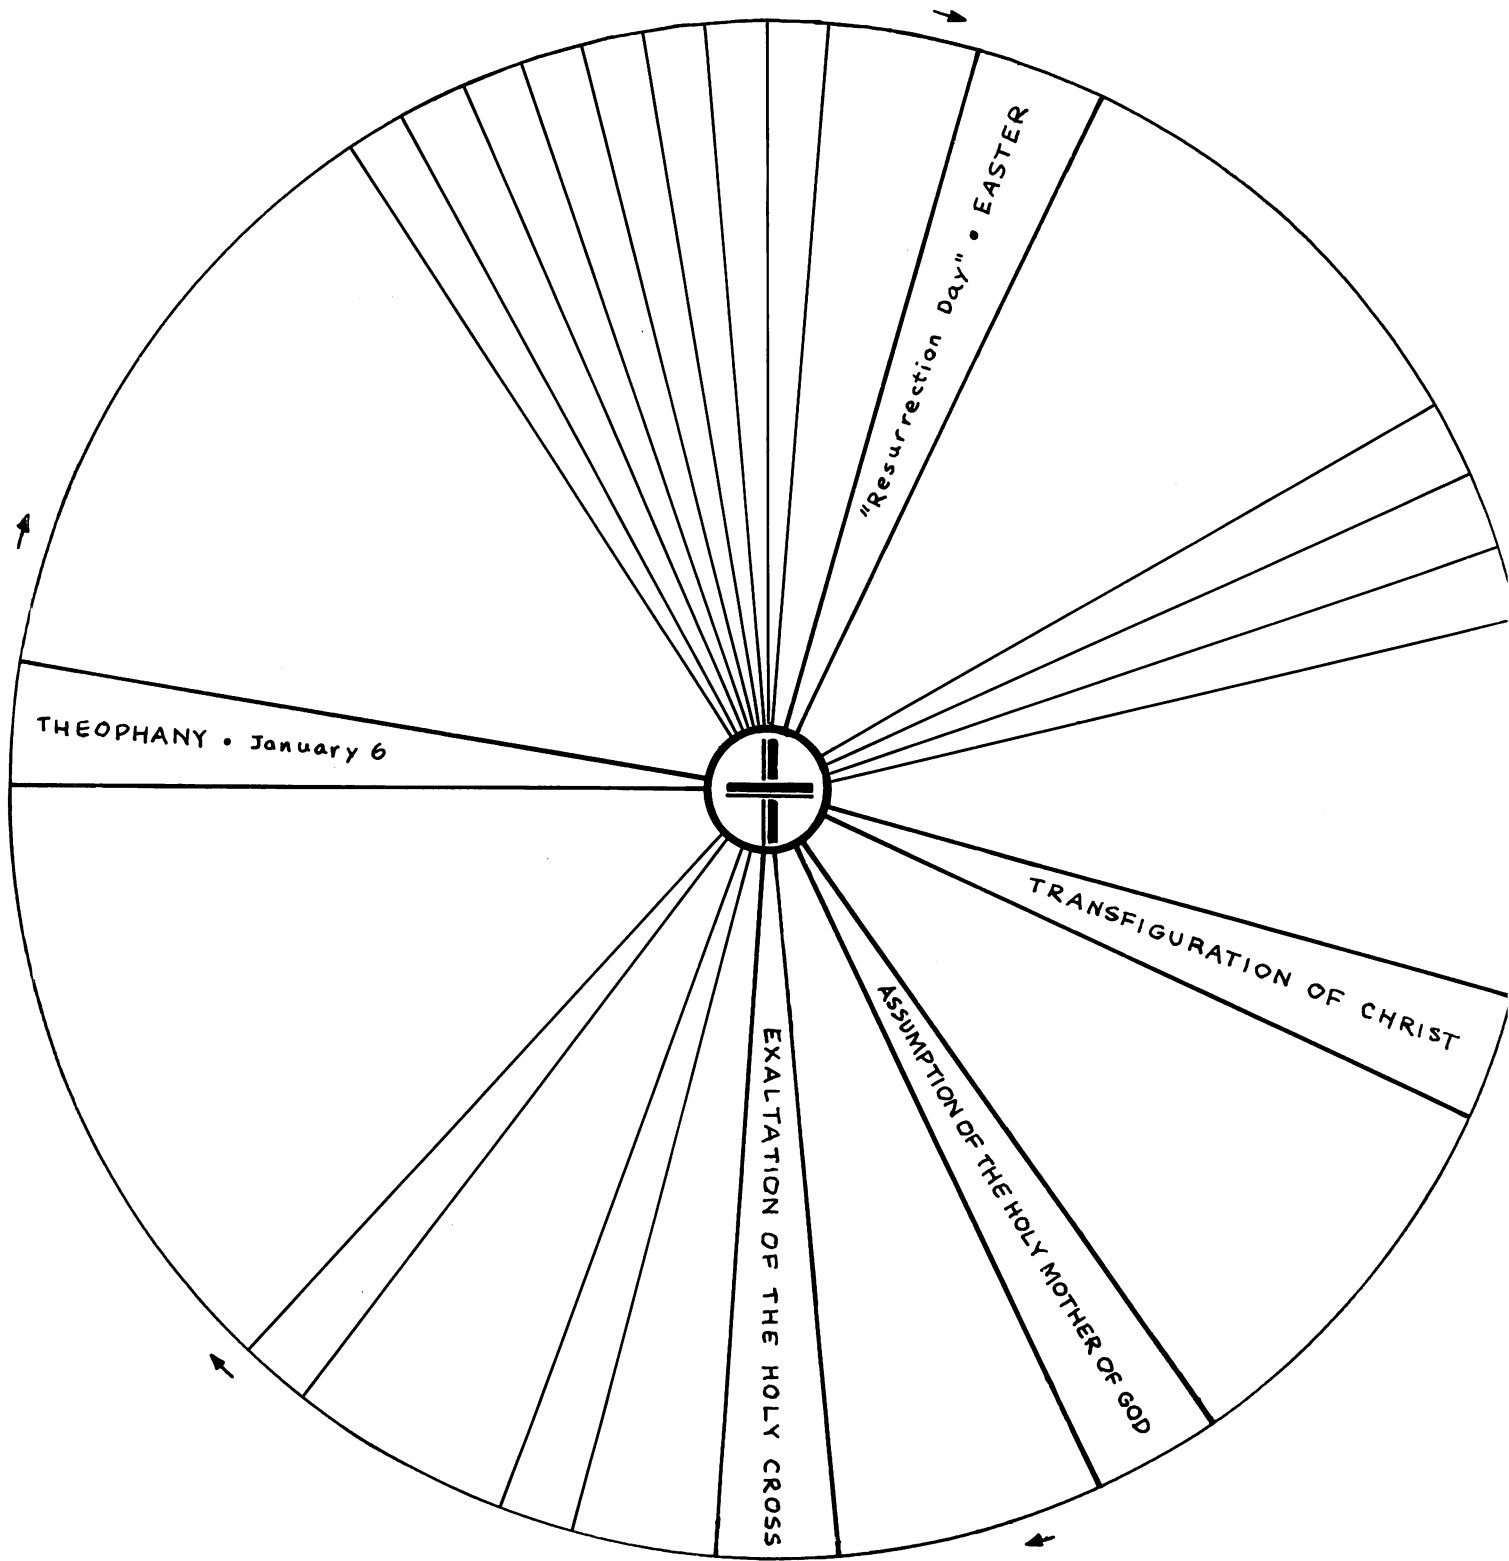 "Resurrection Day" • EASTER
THEOPHANY • January 6
TRANSFIGURATION OF CHRIST
ASSUMPTION OF THE HOLY MOTHER OF GOD
EXALTATION OF THE HOLY CROSS